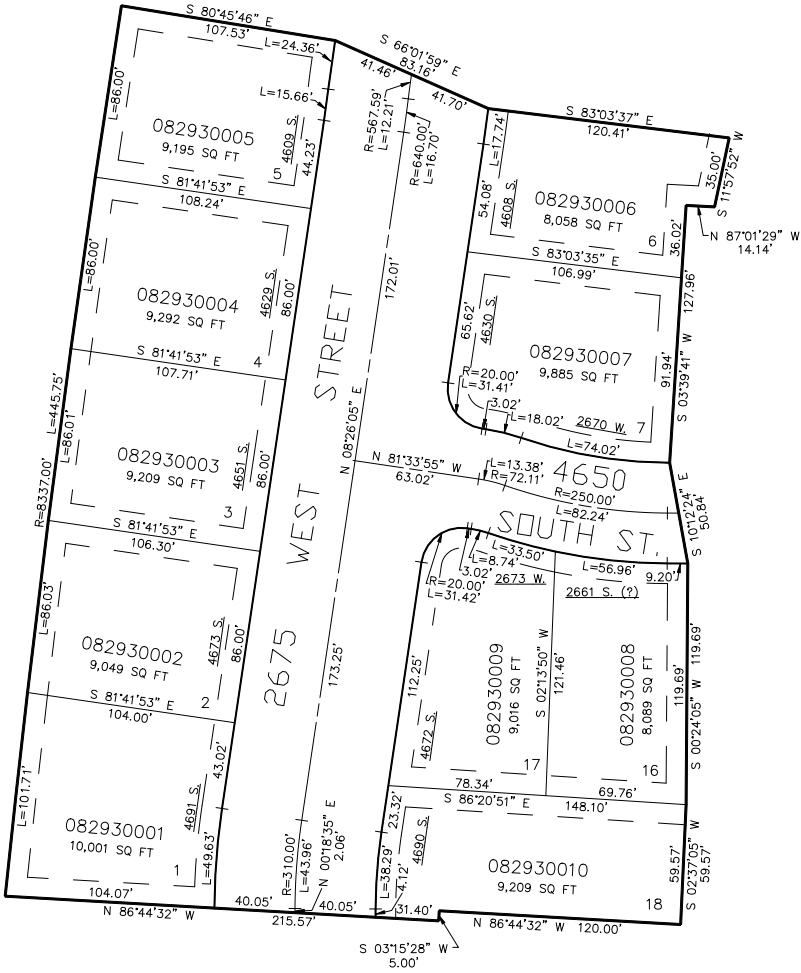 S 80°45'46" E
107.53'
L=24.36'
S 66°01'59" E
83.16'
41.46'
41.70'
L=86.00'
L=15.66'
R=567.59'
L=12.21'
R=640.00'
L=16.70'
S 83°03'37" E
120.41'
L=17.74'
35.00'
S 11°57'52" W
082930005
9,195 SQ FT
5
4609 S.
44.23'
S 81°41'53" E
108.24'
54.08'
4608 S.
082930006
8,058 SQ FT
6
36.02'
N 87°01'29" W
14.14'
S 83°03'35" E
106.99'
127.96'
L=86.00'
082930004
9,292 SQ FT
4
4629 S.
86.00'
172.01'
STREET
65.62'
4630 S.
082930007
9,885 SQ FT
7
91.94'
S 03°39'41" W
S 81°41'53" E
107.71'
R=20.00'
L=31.41'
3.02'
L=18.02'
2670 W.
L=74.02'
L=445.75'
R=8337.00'
L=86.01'
082930003
9,209 SQ FT
3
4651 S.
86.00'
N 08°26'05" E
N 81°33'55" W
63.02'
L=13.38'
R=72.11'
4650
R=250.00'
L=82.24'
SOUTH ST.
S 10°12'24" E
50.84'
S 81°41'53" E
106.30'
WEST
L=33.50'
L=8.74'
3.02'
R=20.00'
L=31.42'
2673 W.
L=56.96'
9.20'
2661 S. (?)
L=86.03'
082930002
9,049 SQ FT
2
4673 S.
86.00'
2675
173.25'
112.25'
4672 S.
082930009
9,016 SQ FT
17
S 02°13'50" W
121.46'
082930008
8,089 SQ FT
16
119.69'
119.69'
S 00°24'05" W
S 81°41'53" E
104.00'
43.02'
78.34'
69.76'
S 86°20'51" E
148.10'
L=101.71'
082930001
10,001 SQ FT
1
4691 S.
L=49.63'
R=310.00'
L=43.96'
N 00°18'35" E
2.06'
23.32'
L=38.29'
4.12'
4690 S.
082930010
9,209 SQ FT
18
59.57'
S 02°37'05" W
59.57'
104.07'
N 86°44'32" W
40.05'
40.05'
31.40'
215.57'
N 86°44'32" W
120.00'
S 03°15'28" W
5.00'